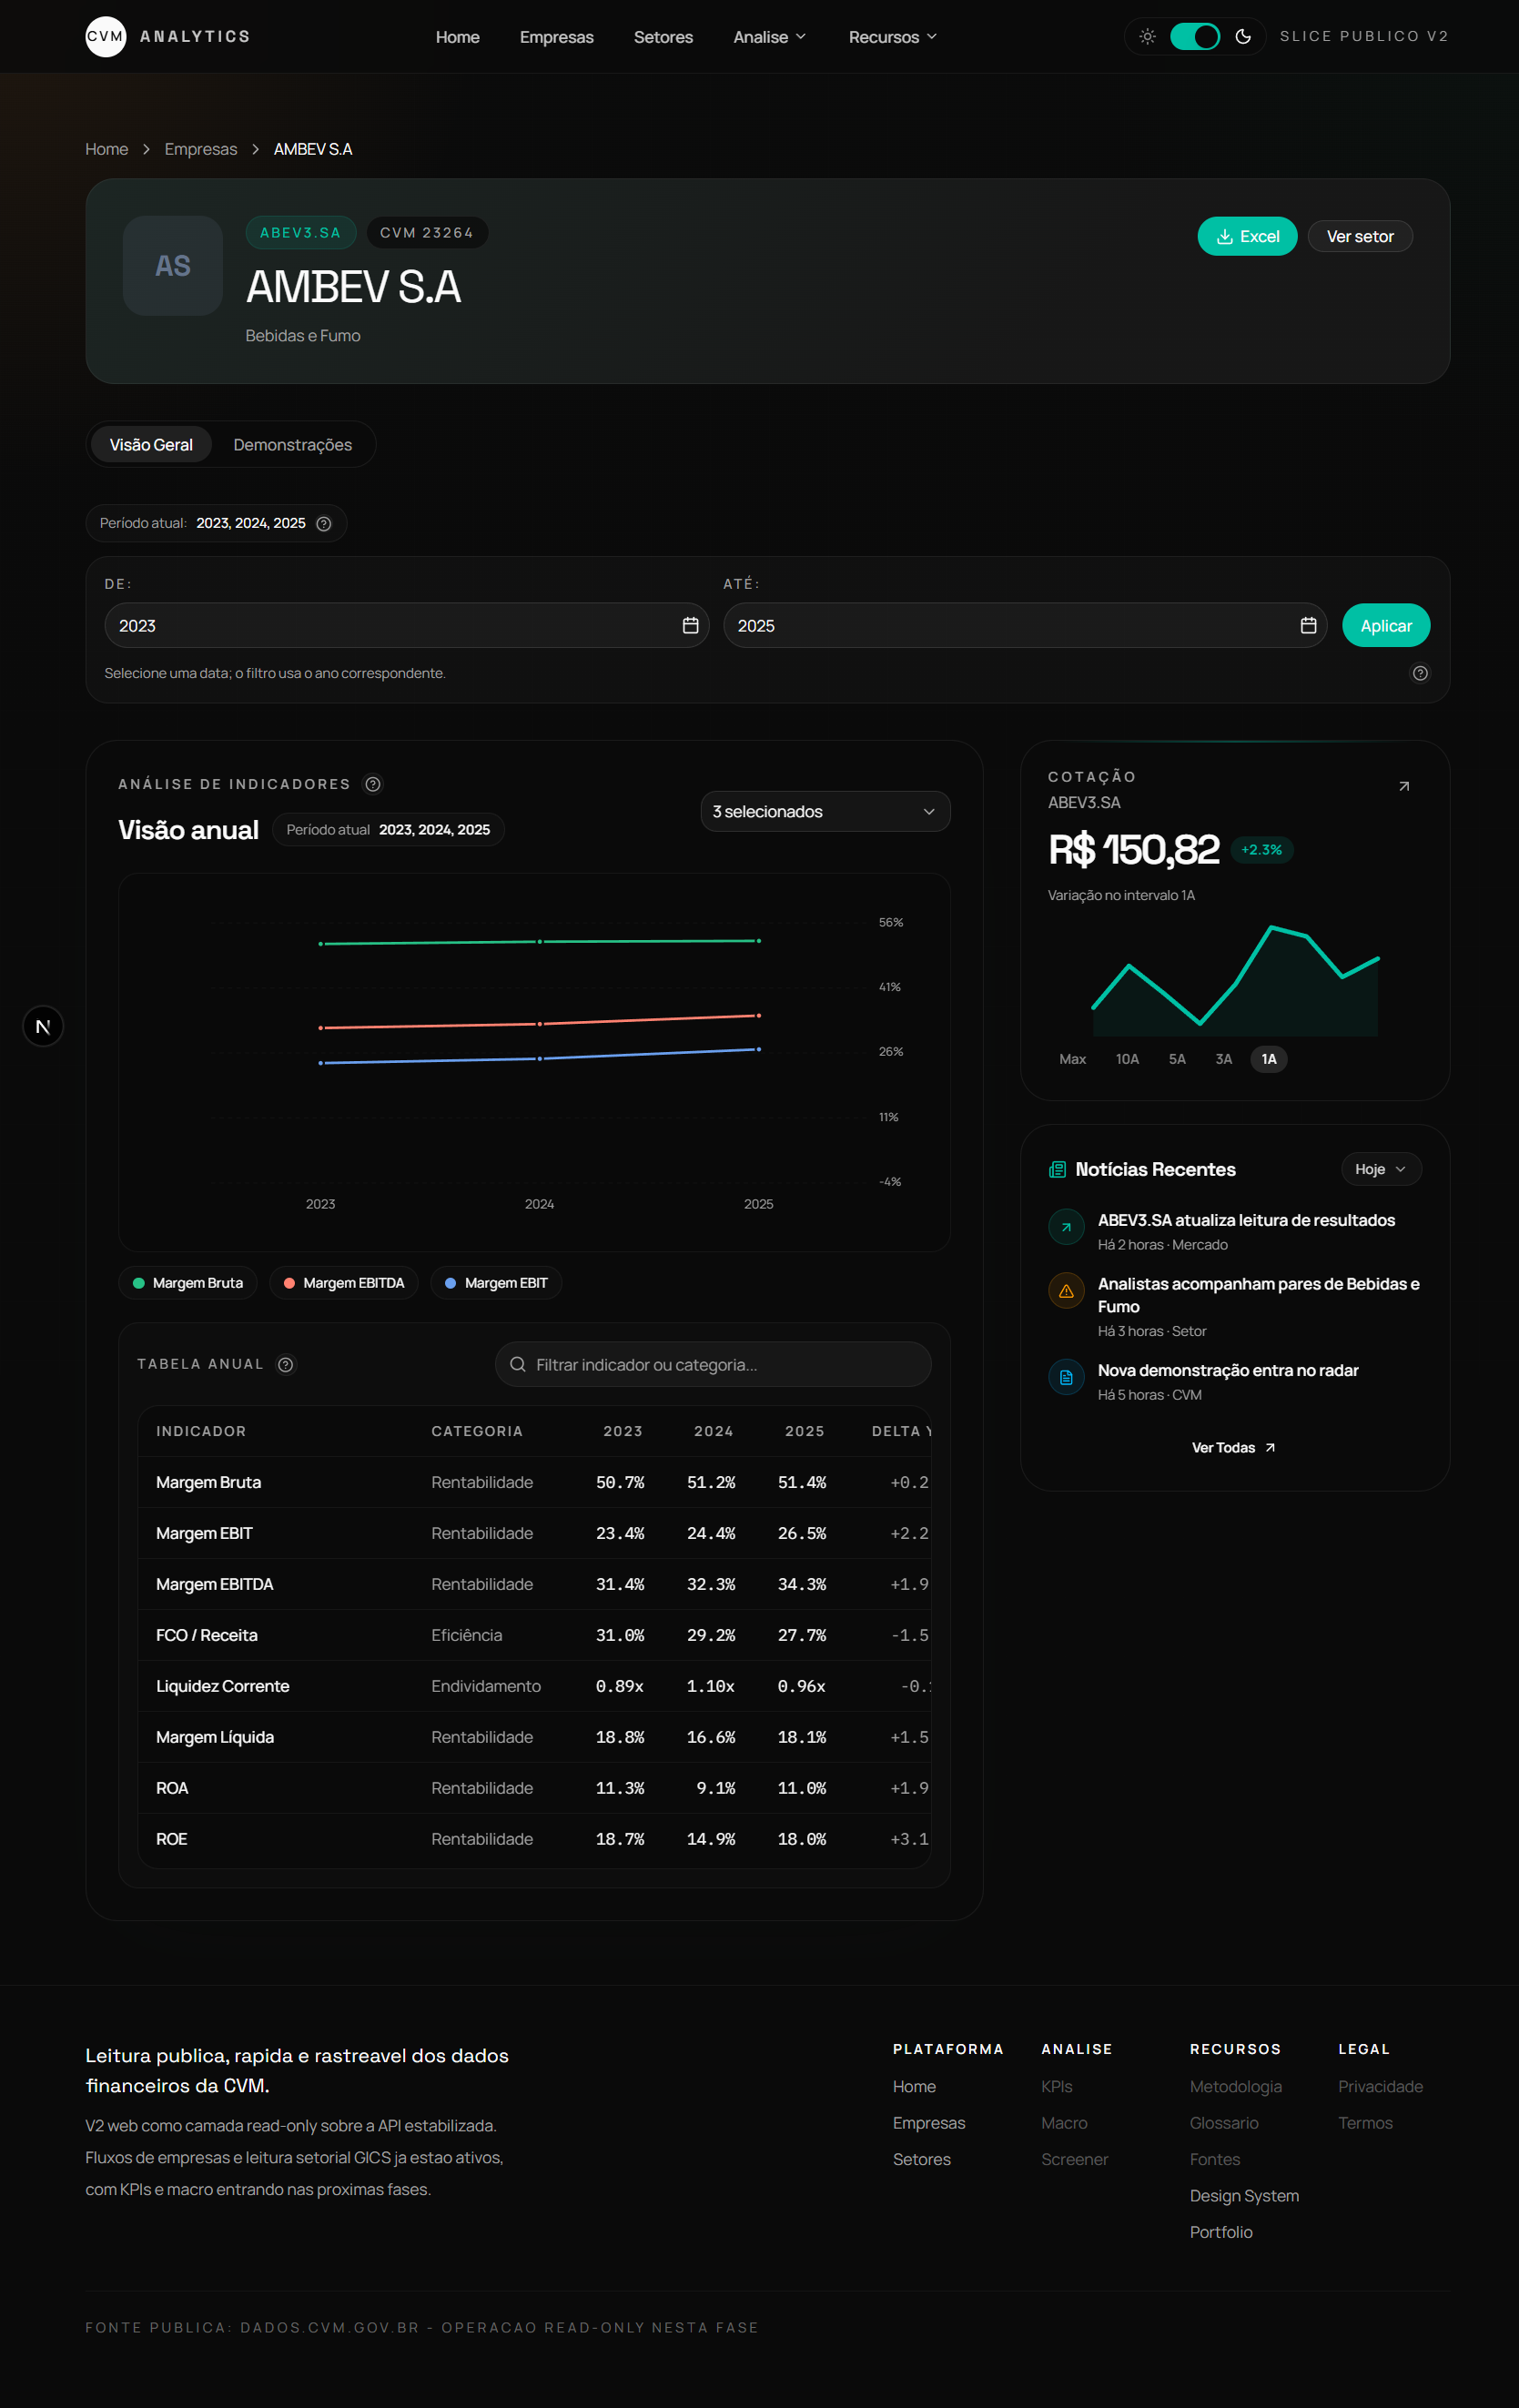 CVM ANALYTICS
Home
Empresas
Setores
Analise
Recursos
SLICE PUBLICO V2
Home > Empresas > AMBEV S.A
AS
ABEV3.SA
CVM 23264
AMBEV S.A
Bebidas e Fumo
Excel
Ver setor
Visão Geral
Demonstrações
Período atual: 2023, 2024, 2025
DE:
2023
ATÉ:
2025
Aplicar
Selecione uma data; o filtro usa o ano correspondente.
ANÁLISE DE INDICADORES
Visão anual
Período atual 2023, 2024, 2025
3 selecionados
56%
41%
26%
11%
-4%
2023 2024 2025
Margem Bruta
Margem EBITDA
Margem EBIT
TABELA ANUAL
Filtrar indicador ou categoria...
INDICADOR CATEGORIA 2023 2024 2025 DELTA
Margem Bruta Rentabilidade 50.7% 51.2% 51.4% +0.2
Margem EBIT Rentabilidade 23.4% 24.4% 26.5% +2.2
Margem EBITDA Rentabilidade 31.4% 32.3% 34.3% +1.9
FCO / Receita Eficiência 31.0% 29.2% 27.7% -1.5
Liquidez Corrente Endividamento 0.89x 1.10x 0.96x -0.
Margem Líquida Rentabilidade 18.8% 16.6% 18.1% +1.5
ROA Rentabilidade 11.3% 9.1% 11.0% +1.9
ROE Rentabilidade 18.7% 14.9% 18.0% +3.1
COTAÇÃO
ABEV3.SA
R$ 150,82 +2.3%
Variação no intervalo 1A
Max 10A 5A 3A 1A
Notícias Recentes
Hoje
ABEV3.SA atualiza leitura de resultados
Há 2 horas · Mercado
Analistas acompanham pares de Bebidas e
Fumo
Há 3 horas · Setor
Nova demonstração entra no radar
Há 5 horas · CVM
Ver Todas
N
Leitura publica, rapida e rastreavel dos dados
financeiros da CVM.
V2 web como camada read-only sobre a API estabilizada.
Fluxos de empresas e leitura setorial GICS ja estao ativos,
com KPIs e macro entrando nas proximas fases.
PLATAFORMA
Home
Empresas
Setores
ANALISE
KPIs
Macro
Screener
RECURSOS
Metodologia
Glossario
Fontes
Design System
Portfolio
LEGAL
Privacidade
Termos
FONTE PUBLICA: DADOS.CVM.GOV.BR - OPERACAO READ-ONLY NESTA FASE